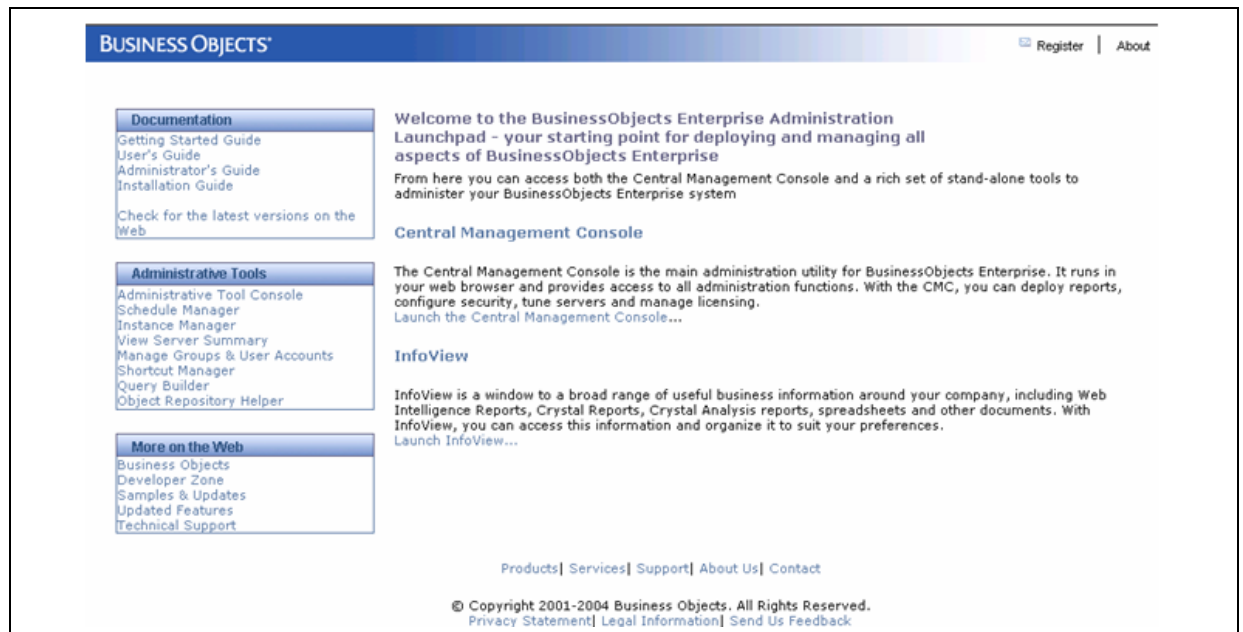 BUSINESS OBJECTS®
Register | About
Documentation
Getting Started Guide
User's Guide
Administrator's Guide
Installation Guide
Check for the latest versions on the
Web
Administrative Tools
Administrative Tool Console
Schedule Manager
Instance Manager
View Server Summary
Manage Groups & User Accounts
Shortcut Manager
Query Builder
Object Repository Helper
More on the Web
Business Objects
Developer Zone
Samples & Updates
Updated Features
Technical Support
Welcome to the BusinessObjects Enterprise Administration
Launchpad - your starting point for deploying and managing all
aspects of BusinessObjects Enterprise
From here you can access both the Central Management Console and a rich set of stand-alone tools to
administer your BusinessObjects Enterprise system
Central Management Console
The Central Management Console is the main administration utility for BusinessObjects Enterprise. It runs in
your web browser and provides access to all administration functions. With the CMC, you can deploy reports,
configure security, tune servers and manage licensing.
Launch the Central Management Console...
InfoView
InfoView is a window to a broad range of useful business information around your company, including Web
Intelligence Reports, Crystal Reports, Crystal Analysis reports, spreadsheets and other documents. With
InfoView, you can access this information and organize it to suit your preferences.
Launch InfoView...
Products| Services| Support| About Us| Contact
© Copyright 2001-2004 Business Objects. All Rights Reserved.
Privacy Statement| Legal Information| Send Us Feedback